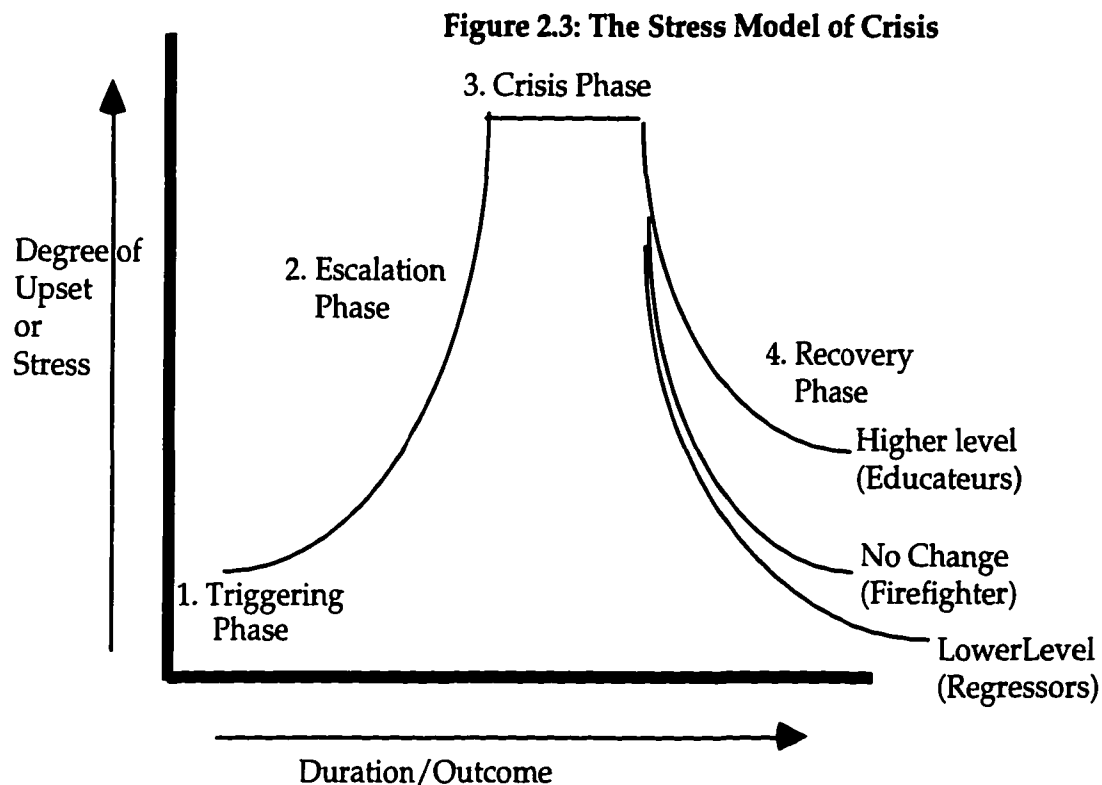 Figure 2.3: The Stress Model of Crisis
3. Crisis Phase
Degree of
Upset
or
Stress
2. Escalation
Phase
4. Recovery
Phase
Higher level
(Educateurs)
No Change
(Firefighter)
1. Triggering
Phase
LowerLevel
(Regressors)
Duration/Outcome